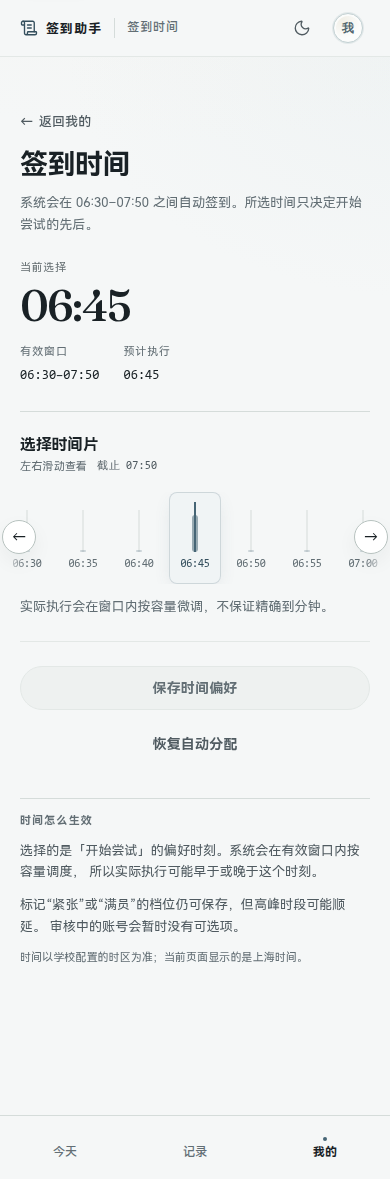 签到助手 签到时间 我
← 返回我的
签到时间
系统会在 06:30–07:50 之间自动签到。所选时间只决定开始
尝试的先后。
当前选择
06:45
有效窗口 预计执行
06:30–07:50 06:45
选择时间片
左右滑动查看 截止 07:50
← →
06:30 06:35 06:40 06:45 06:50 06:55 07:00
实际执行会在窗口内按容量微调，不保证精确到分钟。
保存时间偏好
恢复自动分配
时间怎么生效
选择的是「开始尝试」的偏好时刻。系统会在有效窗口内按
容量调度， 所以实际执行可能早于或晚于这个时刻。
标记“紧张”或“满员”的档位仍可保存，但高峰时段可能顺
延。 审核中的账号会暂时没有可选项。
时间以学校配置的时区为准；当前页面显示的是上海时间。
今天 记录 我的